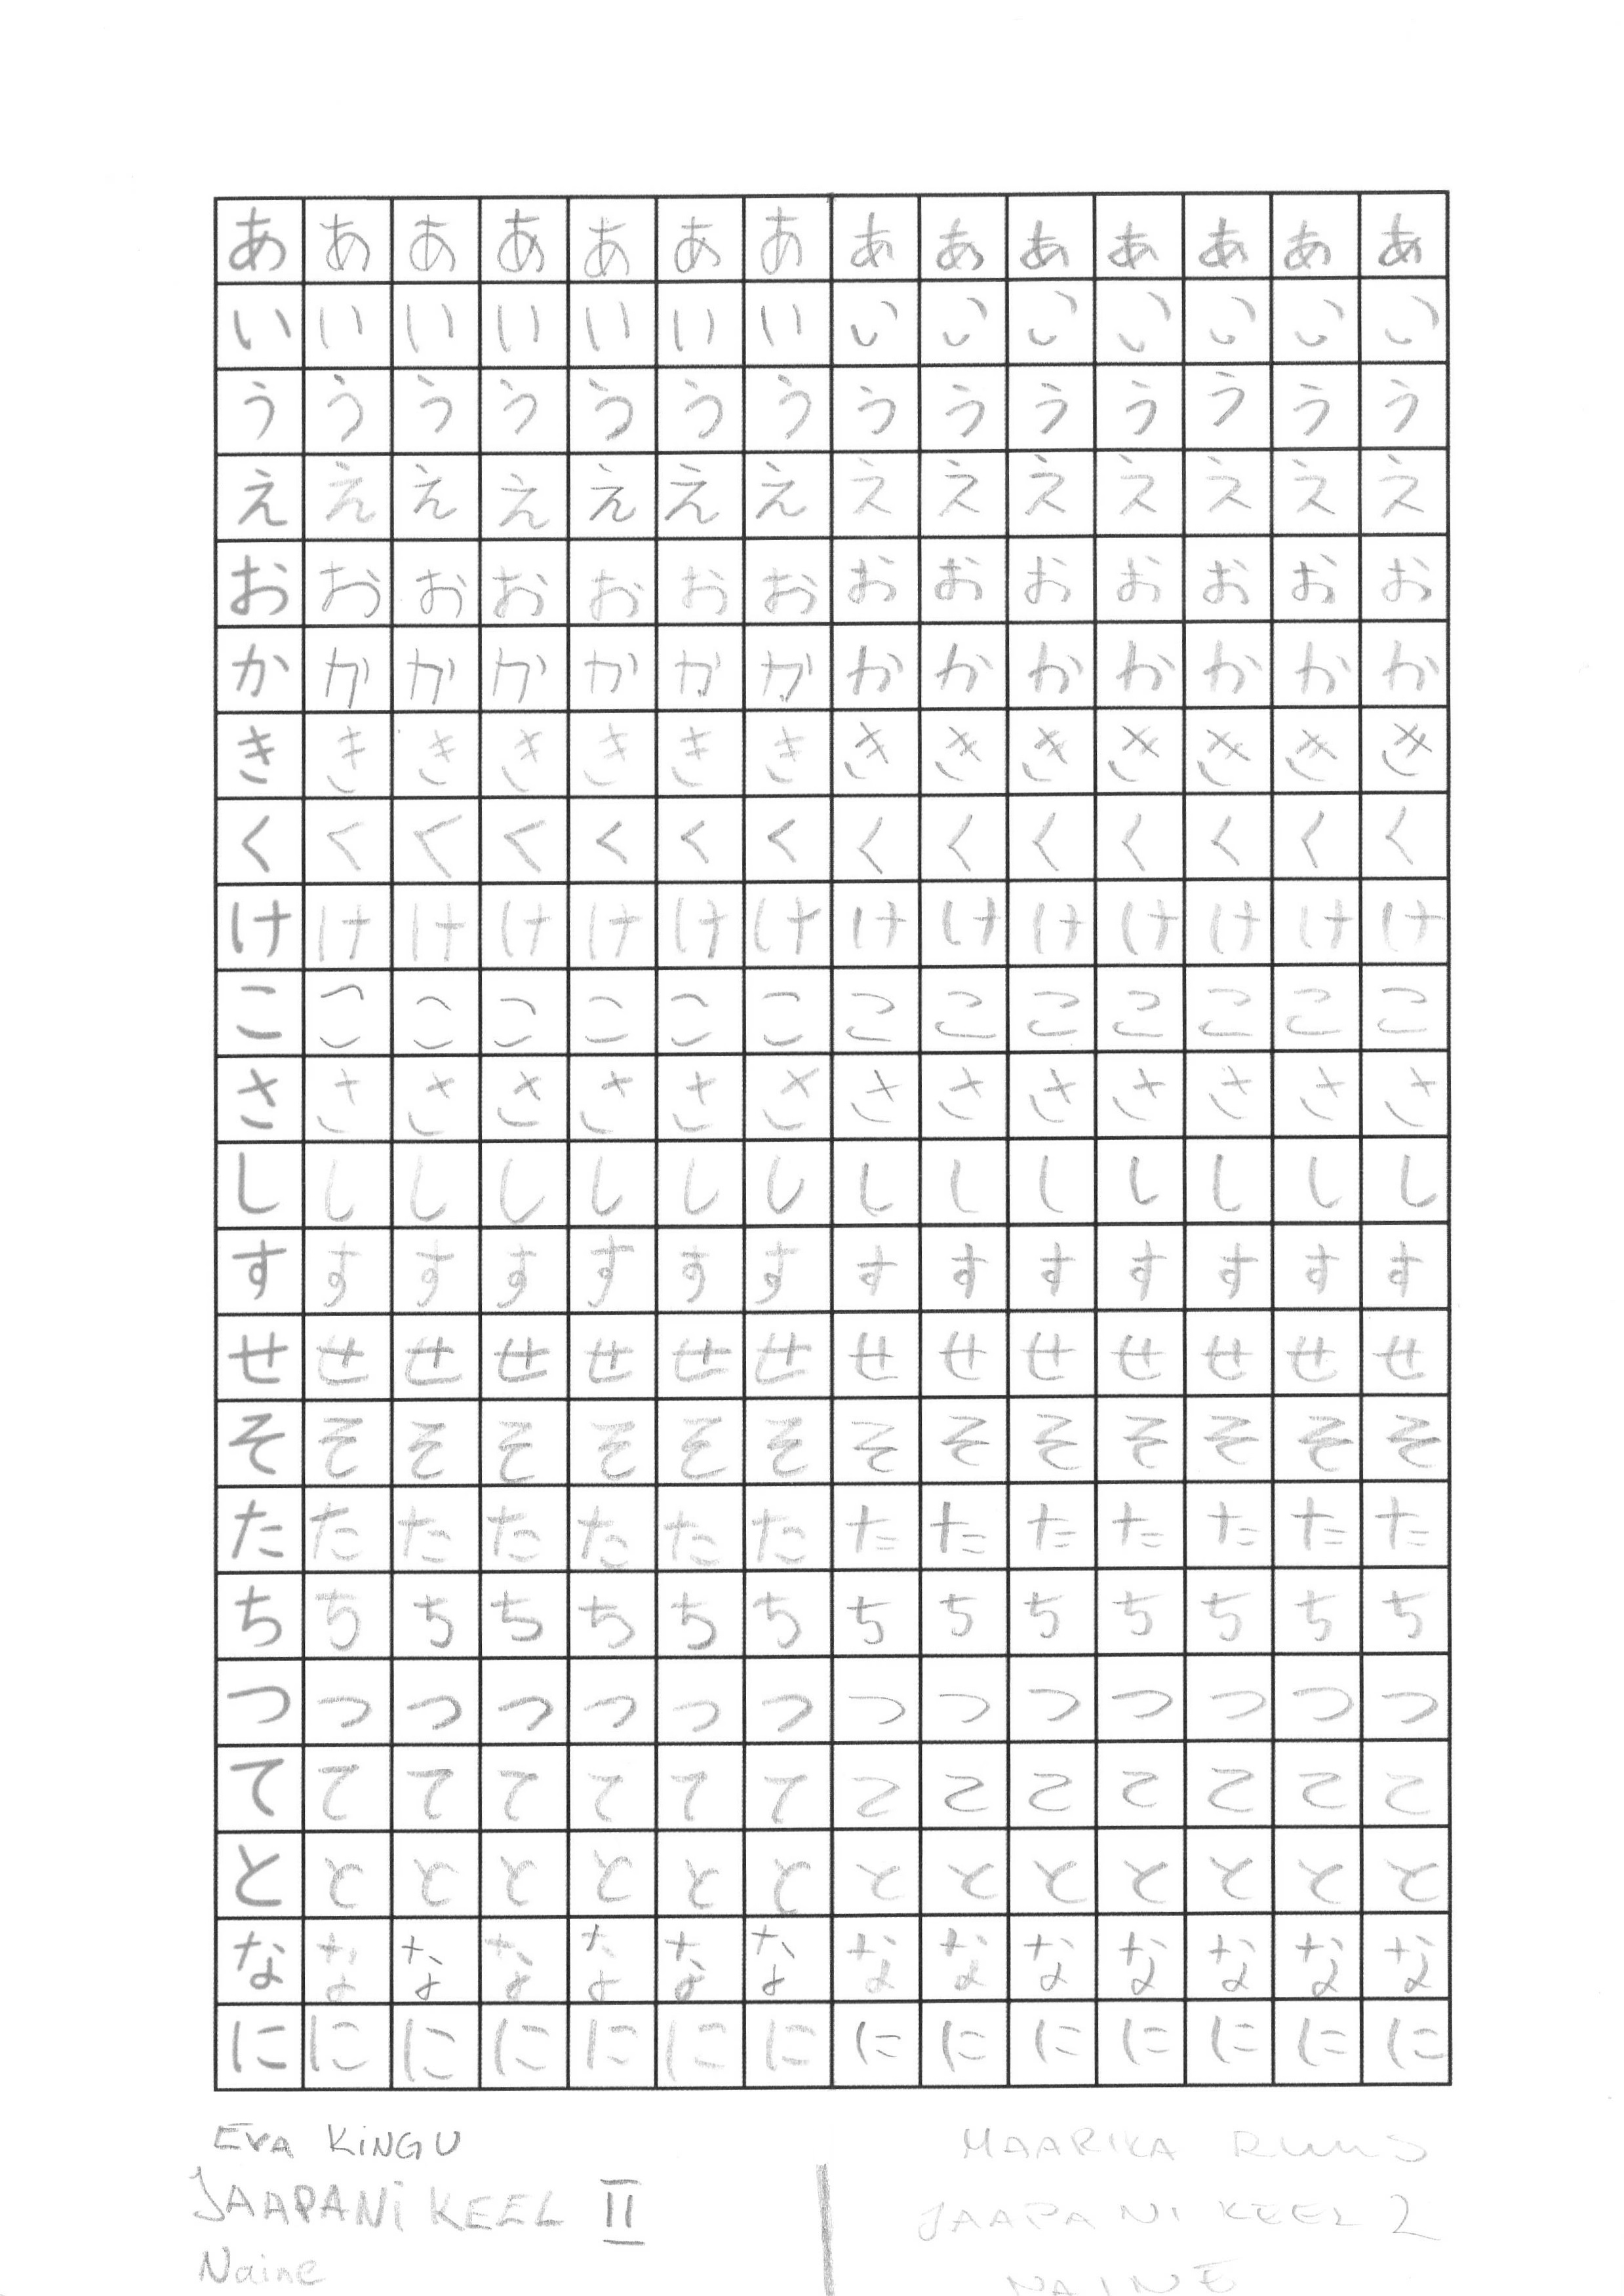 あ あ あ あ あ あ あ あ あ あ あ あ あ あ
い い い い い い い い い い い い い い
う う う う う う う う う う う う う う
え え え え え え え え え え え え え え
お お お お お お お お お お お お お お
か か か か か か か か か か か か か か
き き き き き き き き き き き き き き
く く く く く く く く く く く く く く
け け け け け け け け け け け け け け
こ こ こ こ こ こ こ こ こ こ こ こ こ こ
さ さ さ さ さ さ さ さ さ さ さ さ さ さ
し し し し し し し し し し し し し し
す す す す す す す す す す す す す す
せ せ せ せ せ せ せ せ せ せ せ せ せ せ
そ そ そ そ そ そ そ そ そ そ そ そ そ そ
た た た た た た た た た た た た た た
ち ち ち ち ち ち ち ち ち ち ち ち ち ち
つ つ つ つ つ つ つ つ つ つ つ つ つ つ
て て て て て て て て て て て て て て
と と と と と と と と と と と と と と
な な な な な な な な な な な な な な
に に に に に に に に に に に に に に
EVA KiNGU
JAAPANi KEEL II
Naine
MAARIKA RUUS
JAAPANI KEEL 2
NAINE